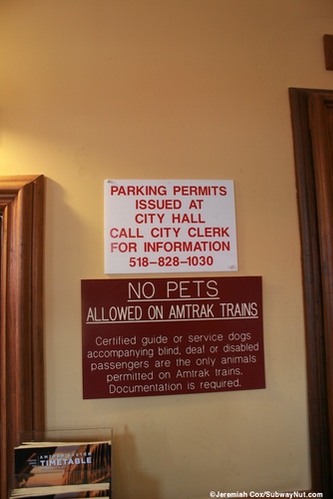 PARKING PERMITS
ISSUED AT
CITY HALL
CALL CITY CLERK
FOR INFORMATION
518-828-1030
NO PETS
ALLOWED ON AMTRAK TRAINS
Certified guide or service dogs
accompanying blind, deaf or disabled
passengers are the only animals
permitted on Amtrak trains.
Documentation is required.
TIMETABLE
©Jeremiah Cox/SubwayNut.com